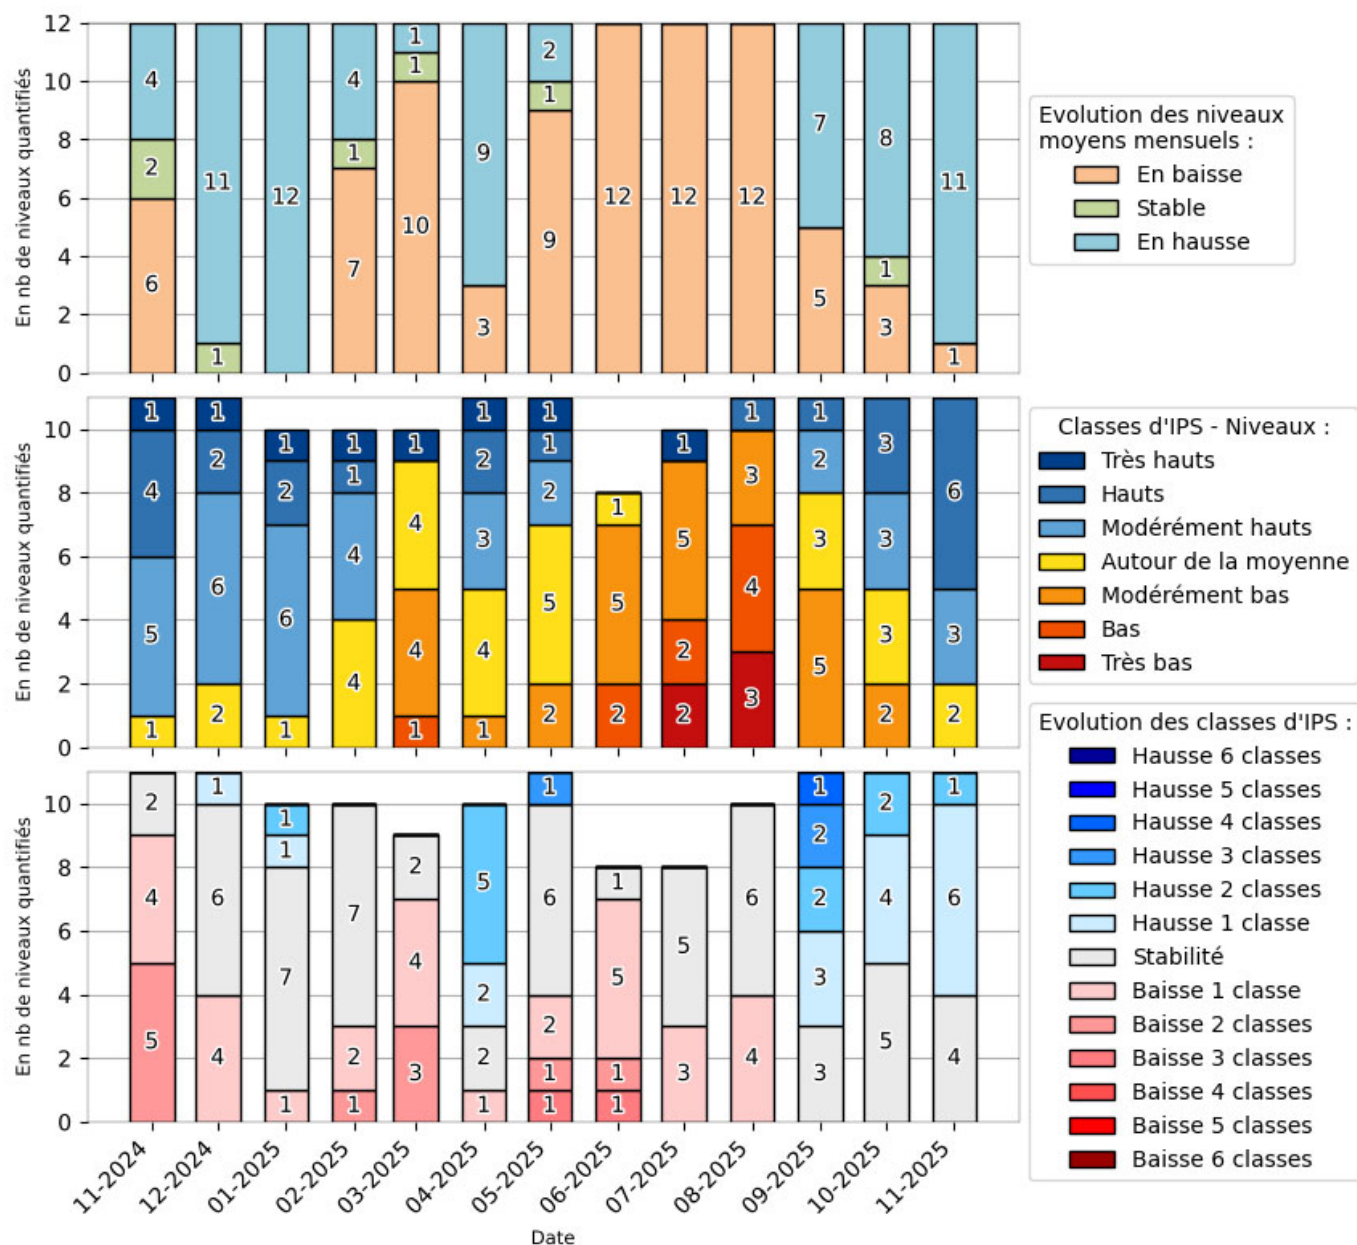 En nb de niveaux quantifiés
12
10
8
6
4
2
0
6 2 4
1 11
12
7 1 4
10 1 1
3 9
9 1 2
12
12
12
5 7
3 1 8
1 11
Evolution des niveaux
moyens mensuels :
En baisse
Stable
En hausse
En nb de niveaux quantifiés
10
8
6
4
2
0
1 5 4 1
2 6 2 1
1 6 2 1
4 4 1 1
1 4 4 1
1 4 3 2 1
2 5 2 1 1
2 5 1
2 2 5 1
3 4 3 1
5 3 2 1
2 3 3 3
2 3 6
Classes d'IPS - Niveaux :
Très hauts
Hauts
Modérément hauts
Autour de la moyenne
Modérément bas
Bas
Très bas
En nb de niveaux quantifiés
10
8
6
4
2
0
5 4 2
4 6 1
1 7 1 1
1 2 7
3 4 2
1 2 2 5
1 1 2 6 1
1 1 5 1
3 5
4 6
3 3 2 2 1
5 4 2
4 6 1
Evolution des classes d'IPS :
Hausse 6 classes
Hausse 5 classes
Hausse 4 classes
Hausse 3 classes
Hausse 2 classes
Hausse 1 classe
Stabilité
Baisse 1 classe
Baisse 2 classes
Baisse 3 classes
Baisse 4 classes
Baisse 5 classes
Baisse 6 classes
11-2024
12-2024
01-2025
02-2025
03-2025
04-2025
05-2025
06-2025
07-2025
08-2025
09-2025
10-2025
11-2025
Date